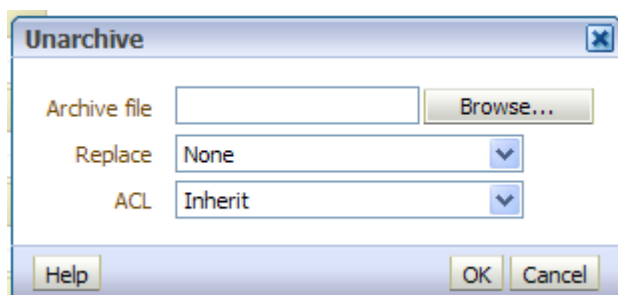 Unarchive
Archive file Browse...
Replace None
ACL Inherit
Help OK Cancel